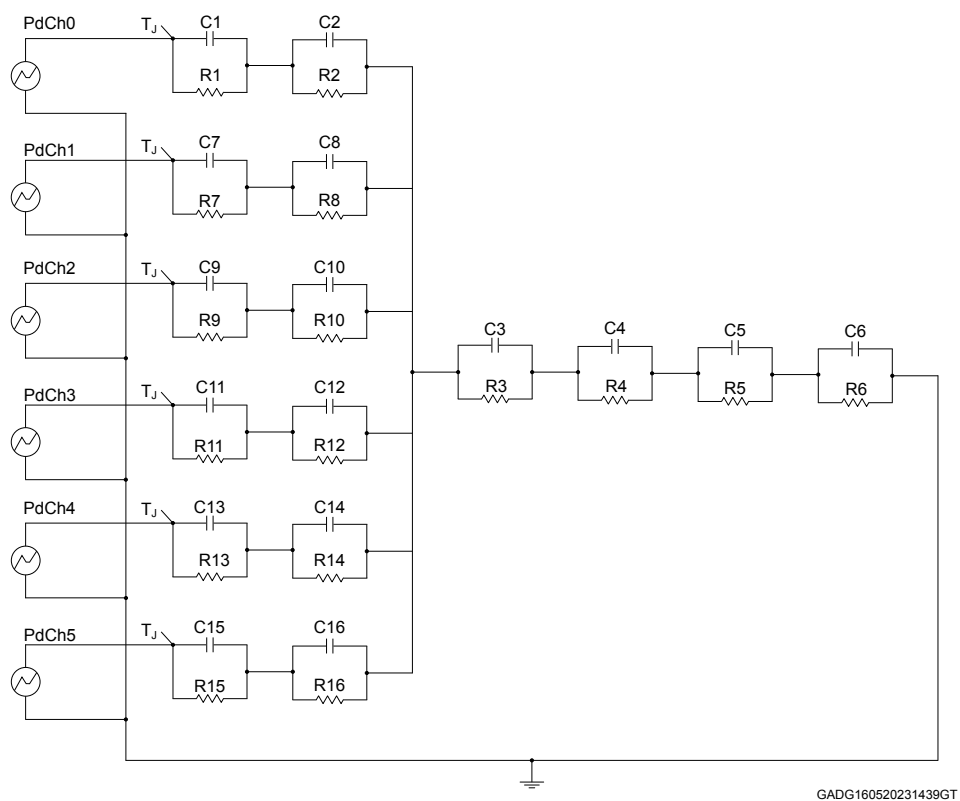 PdCh0
TJ
C1
C2
R1
R2
PdCh1
TJ
C7
C8
R7
R8
PdCh2
TJ
C9
C10
R9
R10
C3
C4
C5
C6
R3
R4
R5
R6
PdCh3
TJ
C11
C12
R11
R12
PdCh4
TJ
C13
C14
R13
R14
PdCh5
TJ
C15
C16
R15
R16
GADG160520231439GT